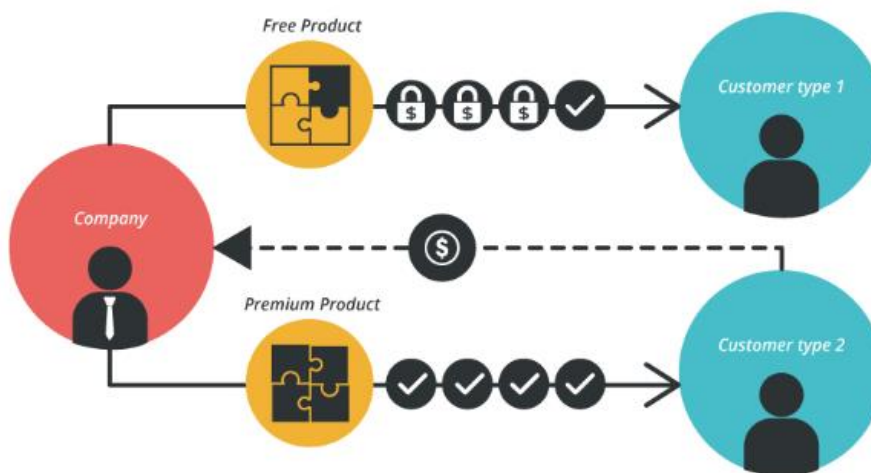 Free Product
$
$
$
Customer type 1
Company
$
Premium Product
Customer type 2